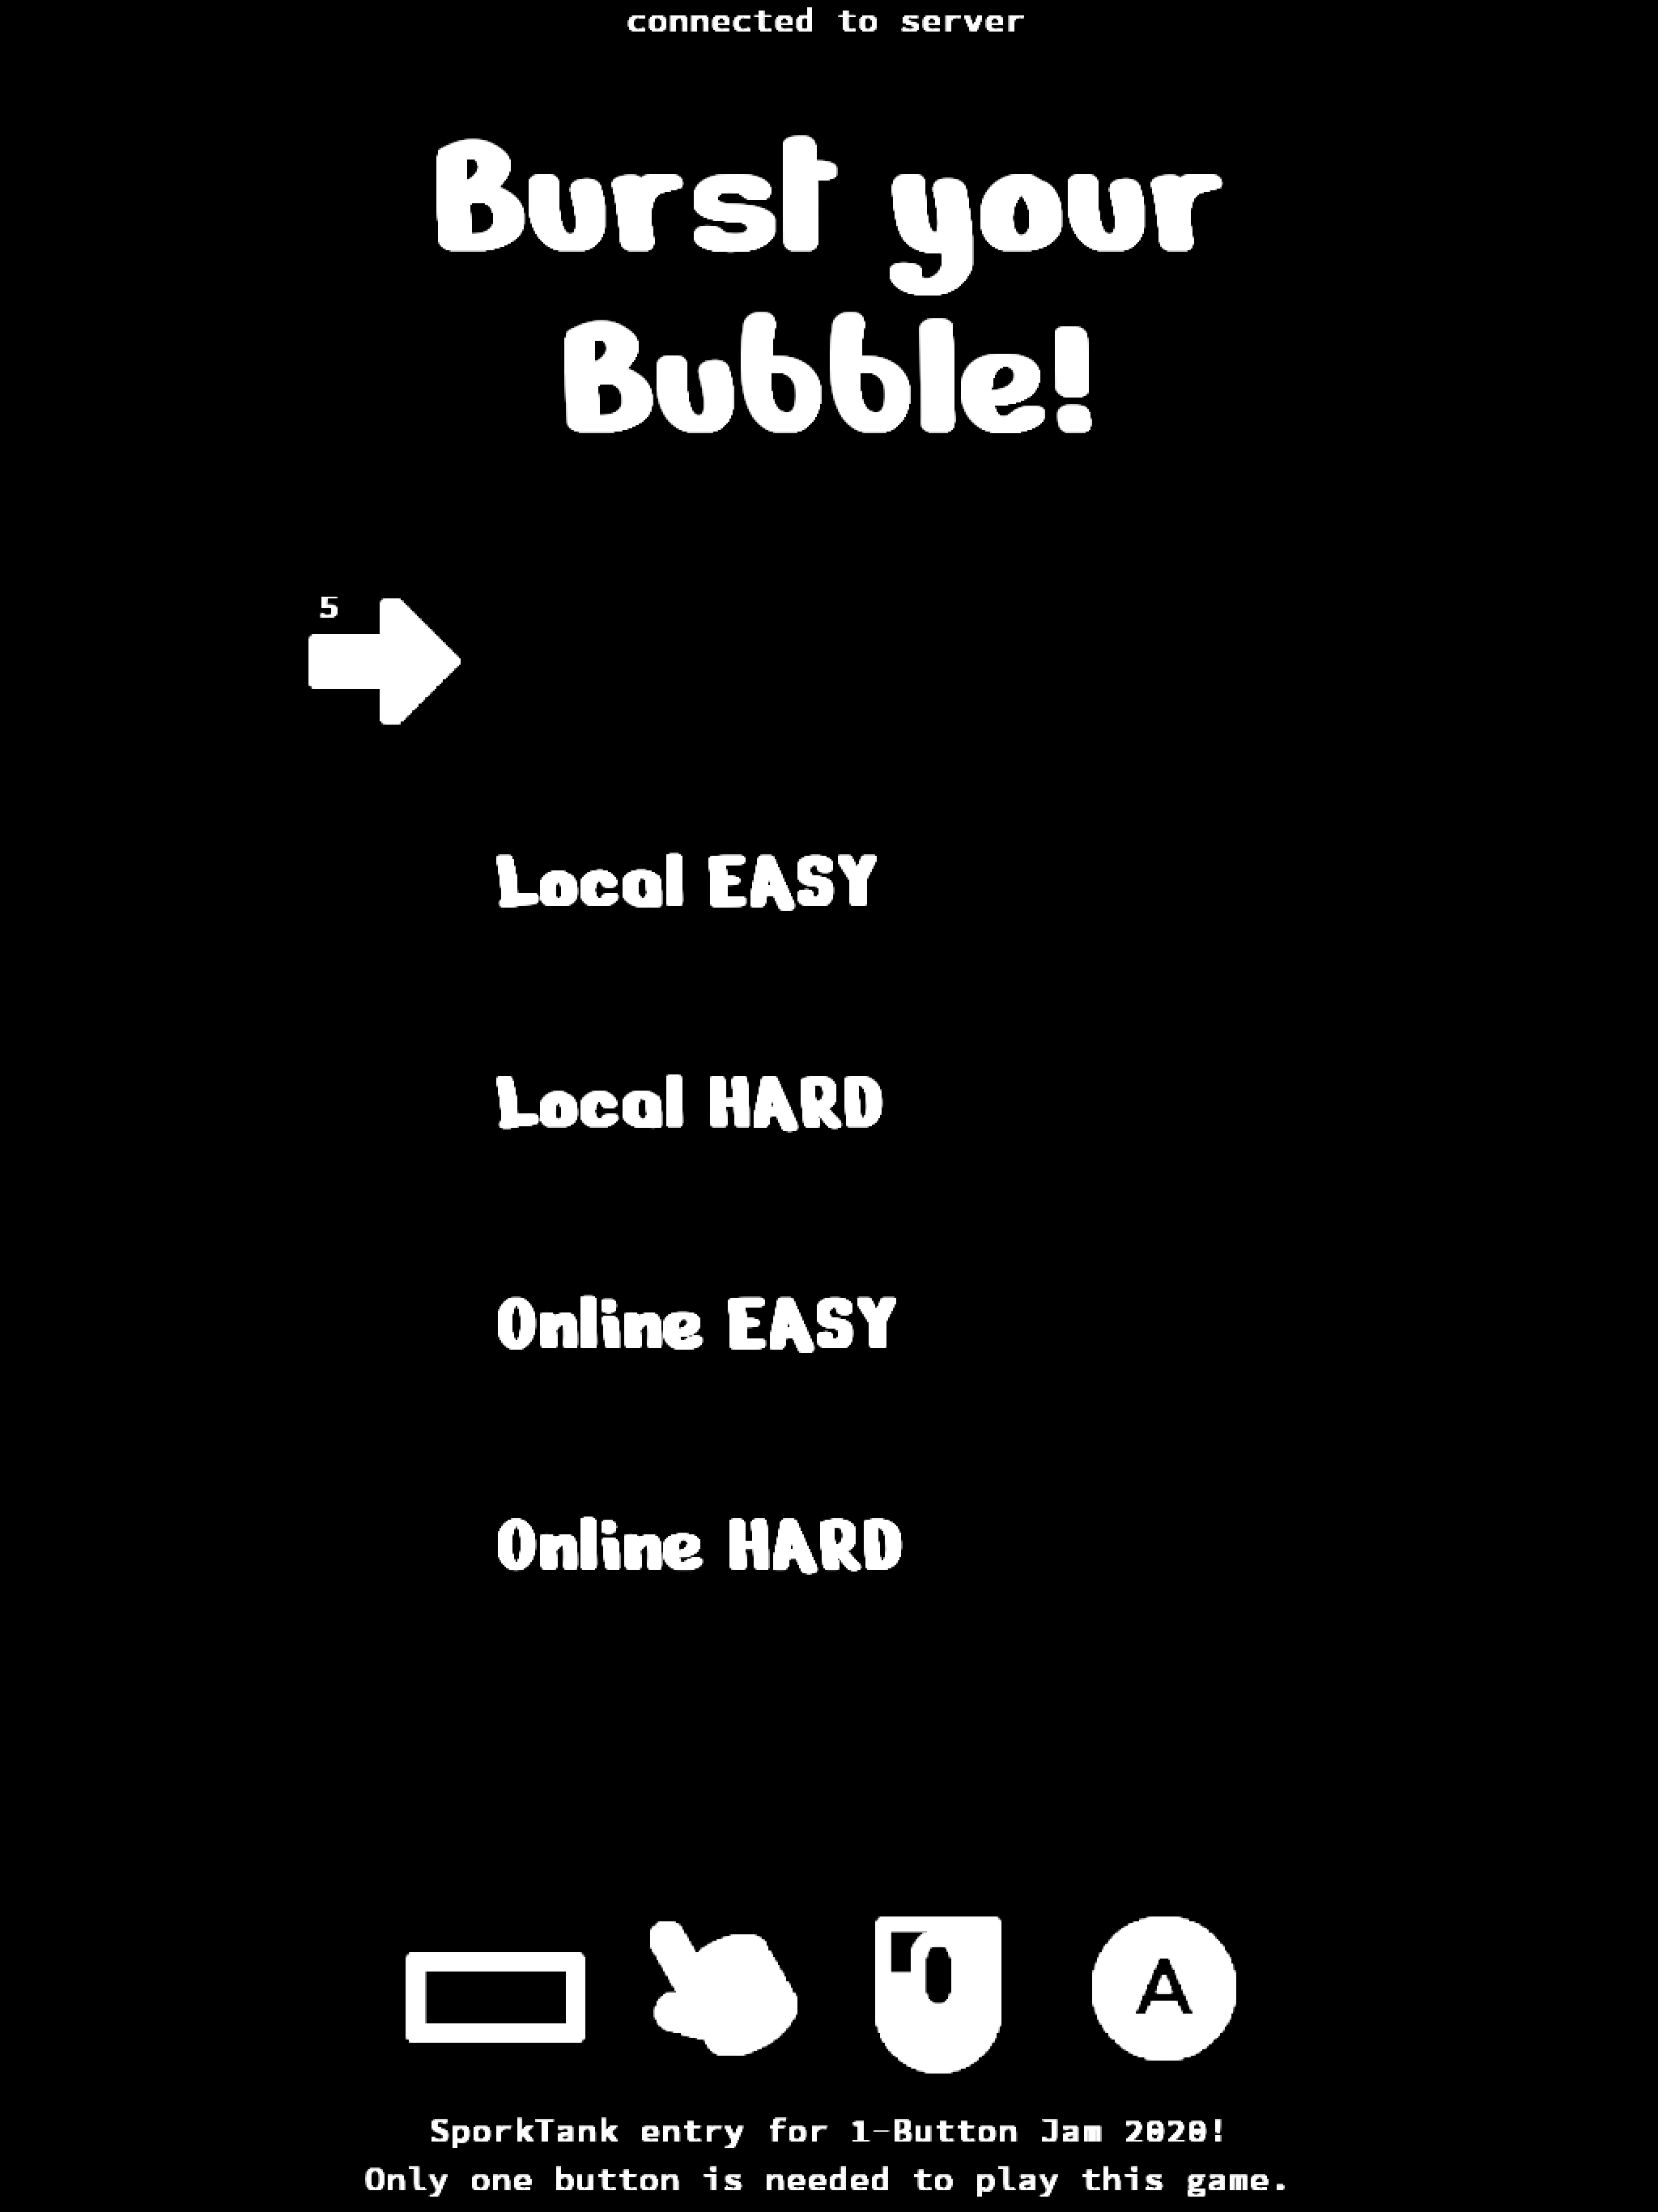 connected to server
Burst your
Bubble!
5
Local EASY
Local HARD
Online EASY
Online HARD
A
SporkTank entry for 1-Button Jam 2020!
Only one button is needed to play this game.